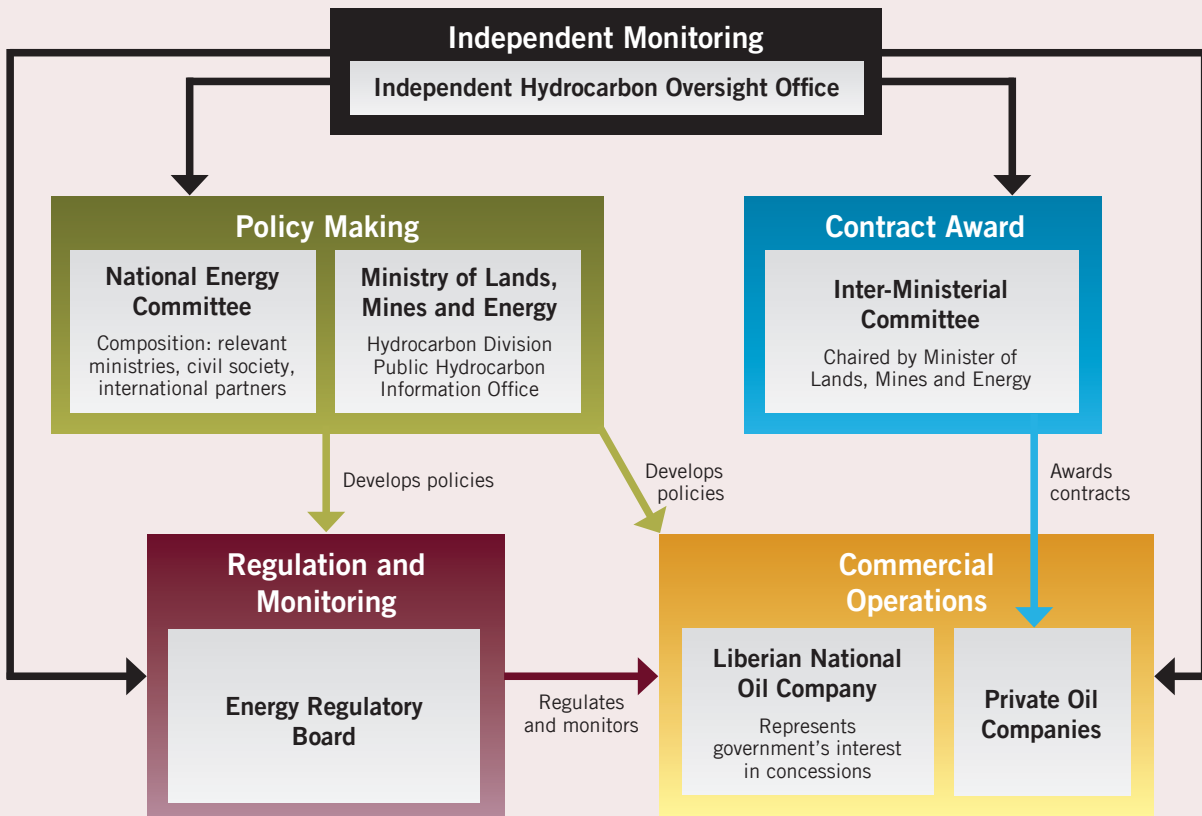 Independent Monitoring
Independent Hydrocarbon Oversight Office
Policy Making
National Energy
Committee
Composition: relevant
ministries, civil society,
international partners
Ministry of Lands,
Mines and Energy
Hydrocarbon Division
Public Hydrocarbon
Information Office
Contract Award
Inter-Ministerial
Committee
Chaired by Minister of
Lands, Mines and Energy
Develops policies
Develops
policies
Awards
contracts
Regulation and
Monitoring
Energy Regulatory
Board
Regulates
and monitors
Commercial
Operations
Liberian National
Oil Company
Represents
government’s interest
in concessions
Private Oil
Companies